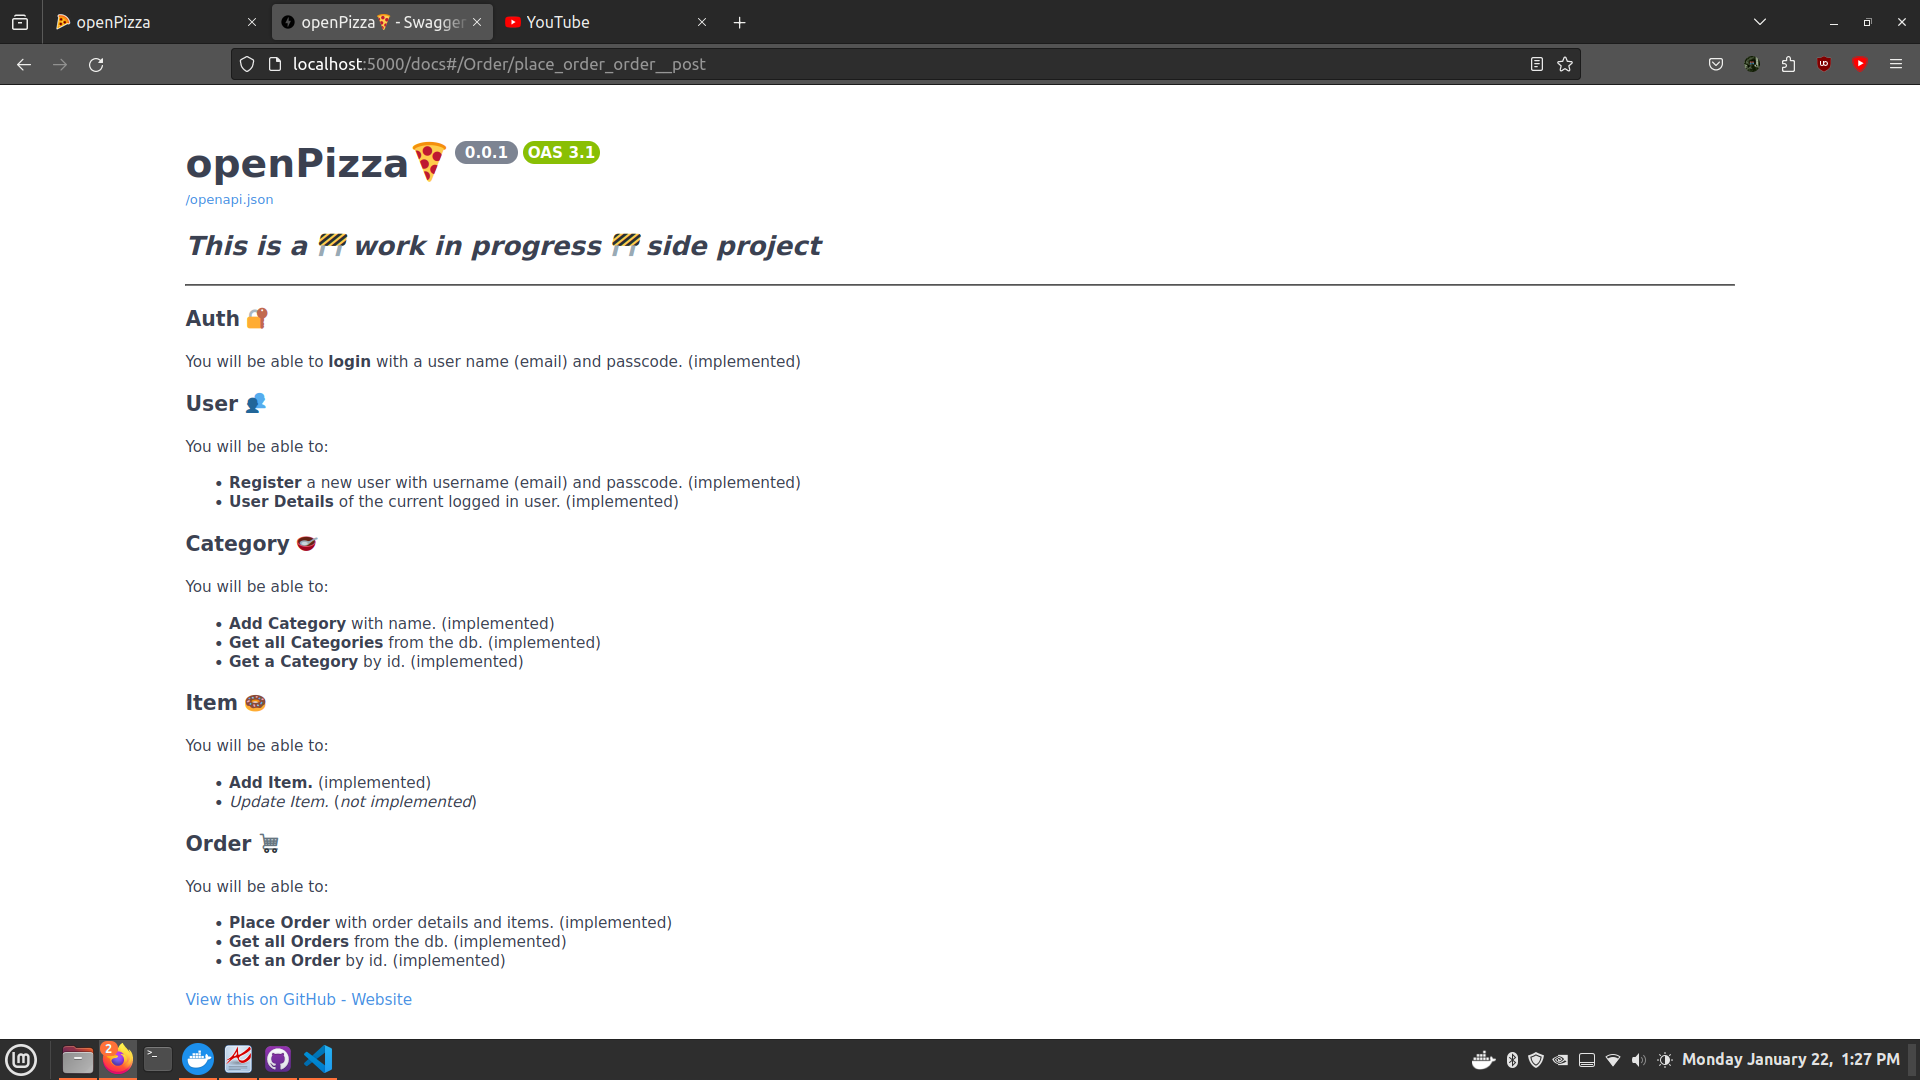 openPizza
openPizza🍕 - Swagger
YouTube
localhost:5000/docs#/Order/place_order_order__post
openPizza🍕 0.0.1 OAS 3.1
/openapi.json
This is a 🚧 work in progress 🚧 side project
Auth 🔐
You will be able to login with a user name (email) and passcode. (implemented)
User 👥
You will be able to:
• Register a new user with username (email) and passcode. (implemented)
• User Details of the current logged in user. (implemented)
Category 🥣
You will be able to:
• Add Category with name. (implemented)
• Get all Categories from the db. (implemented)
• Get a Category by id. (implemented)
Item 🍩
You will be able to:
• Add Item. (implemented)
• Update Item. (not implemented)
Order 🛒
You will be able to:
• Place Order with order details and items. (implemented)
• Get all Orders from the db. (implemented)
• Get an Order by id. (implemented)
View this on GitHub - Website
2
Monday January 22, 1:27 PM